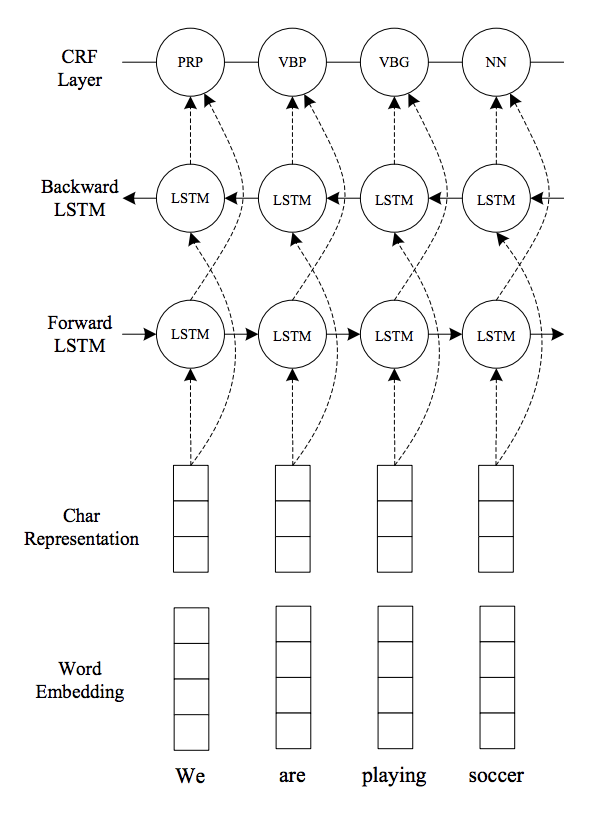 CRF
Layer
PRP VBP VBG NN
Backward
LSTM
LSTM LSTM LSTM LSTM
Forward
LSTM
LSTM LSTM LSTM LSTM
Char
Representation
Word
Embedding
We are playing soccer